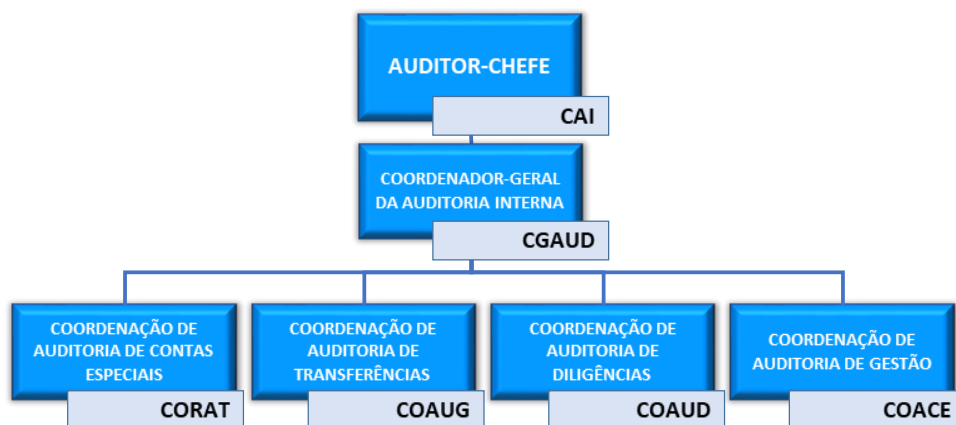 AUDITOR-CHEFE
CAI
COORDENADOR-GERAL
DA AUDITORIA INTERNA
CGAUD
COORDENAÇÃO DE
AUDITORIA DE CONTAS
ESPECIAIS
CORAT
COORDENAÇÃO DE
AUDITORIA DE
TRANSFERÊNCIAS
COAUG
COORDENAÇÃO DE
AUDITORIA DE
DILIGÊNCIAS
COAUD
COORDENAÇÃO DE
AUDITORIA DE GESTÃO
COACE